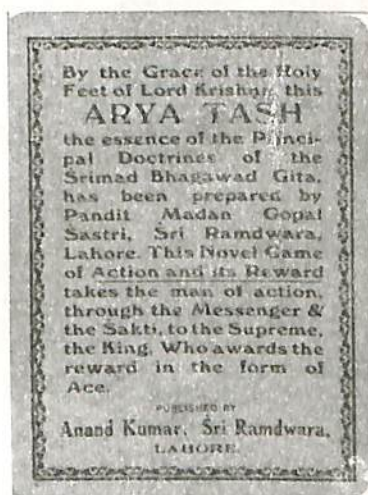 By the Grace of the Holy
Feet of Lord Krishna, this
ARYA TASH
the essence of the Princi-
pal Doctrines of the
Srimad Bhagawad Gita,
has been prepared by
Pandit Madan Gopal
Sastri, Sri Ramdwara,
Lahore. This Novel Game
of Action and its Reward
takes the man of action,
through the Messenger &
the Sakti, to the Supreme,
the King, Who awards the
reward in the form of
Ace.
PUBLISHED BY
Anand Kumar, Sri Ramdwara,
LAHORE.